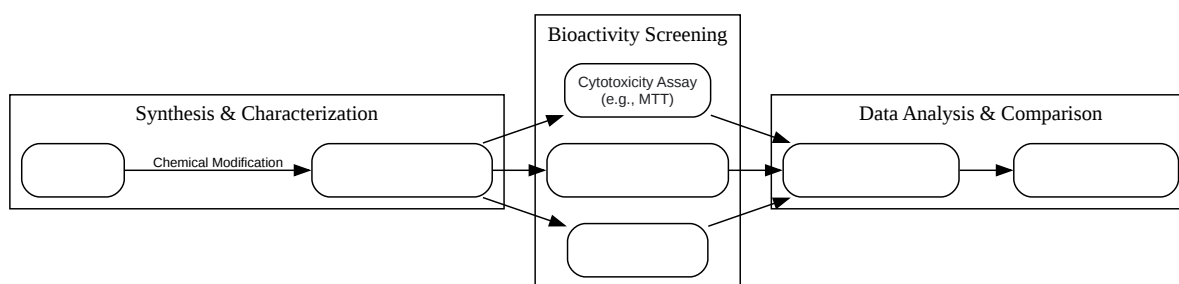 Bioactivity Screening
Cytotoxicity Assay
(e.g., MTT)
Synthesis & Characterization
Data Analysis & Comparison
Chemical Modification